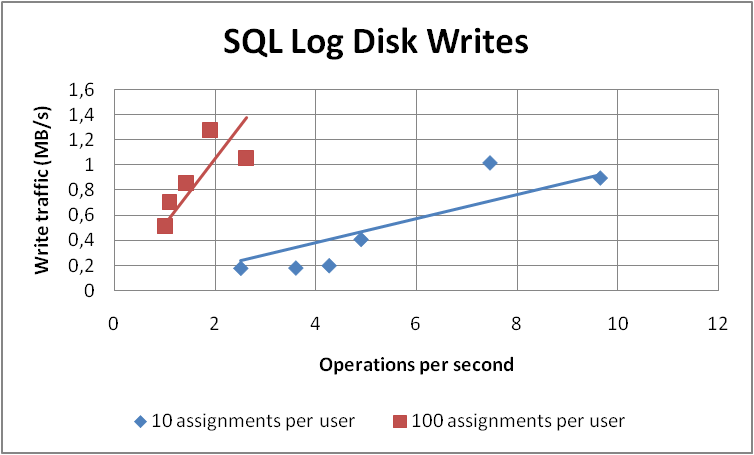 SQL Log Disk Writes
Write traffic (MB/s)
1,6
1,4
1,2
1
0,8
0,6
0,4
0,2
0
0 2 4 6 8 10 12
Operations per second
10 assignments per user 100 assignments per user